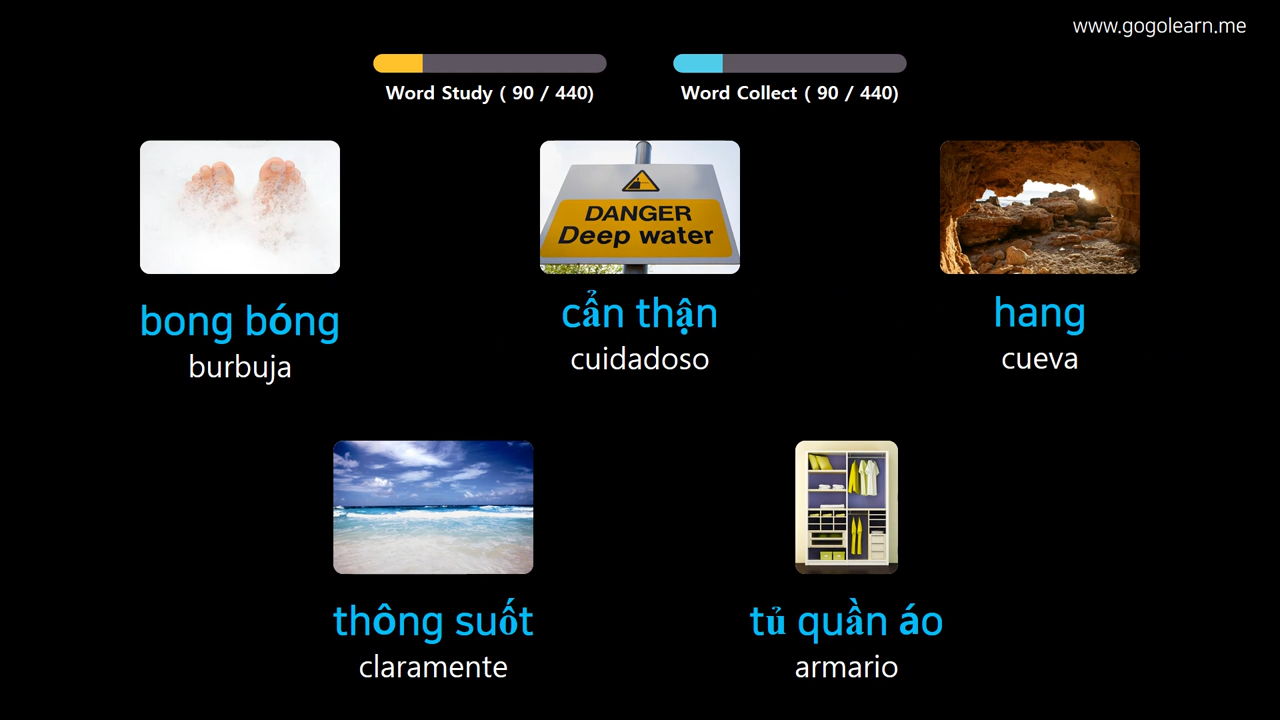 www.gogolearn.me
Word Study ( 90 / 440)
Word Collect ( 90 / 440)
DANGER
Deep water
bong bóng
burbuja
cẩn thận
cuidadoso
hang
cueva
thông suốt
claramente
tủ quần áo
armario